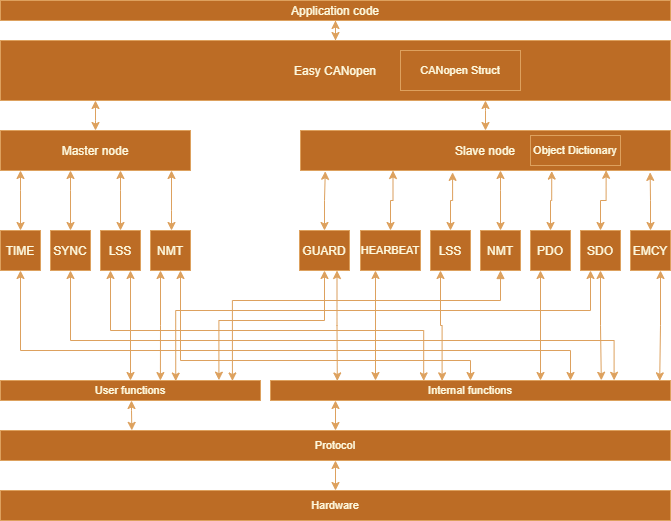 Application code
Easy CANopen
CANopen Struct
Master node
Slave node
Object Dictionary
TIME
SYNC
LSS
NMT
GUARD
HEARBEAT
LSS
NMT
PDO
SDO
EMCY
User functions
Internal functions
Protocol
Hardware